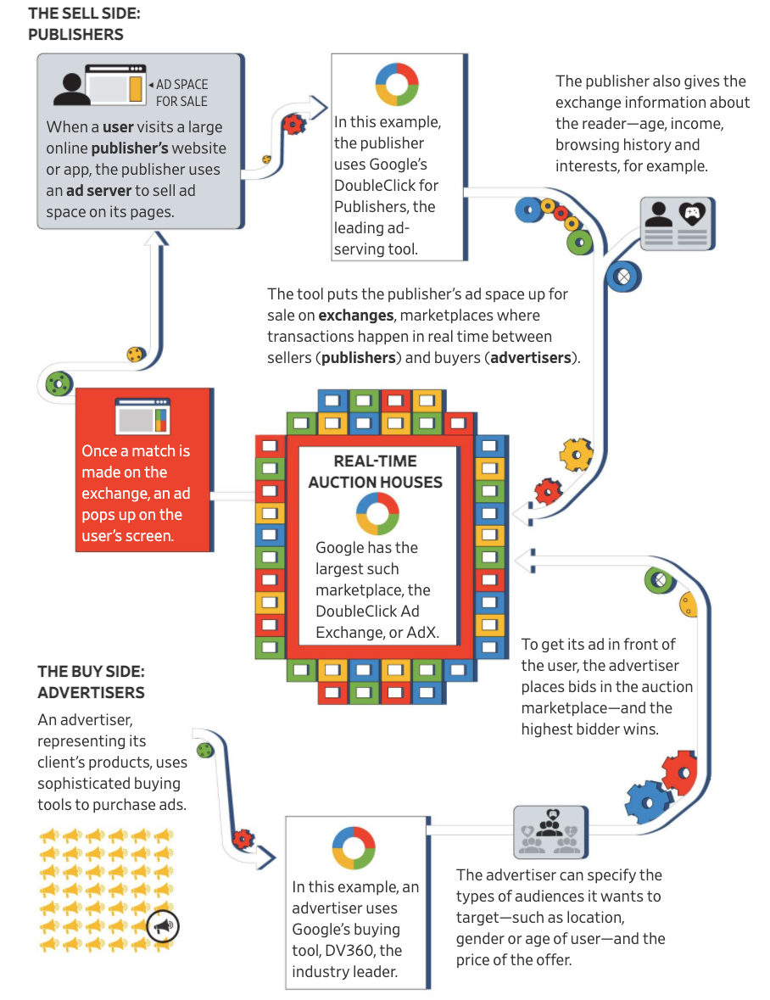 THE SELL SIDE:
PUBLISHERS
AD SPACE
FOR SALE
When a user visits a large
online publisher's website
or app, the publisher uses
an ad server to sell ad
space on its pages.
In this example,
the publisher
uses Google's
DoubleClick for
Publishers, the
leading ad-
serving tool.
The publisher also gives the
exchange information about
the reader—age, income,
browsing history and
interests, for example.
The tool puts the publisher's ad space up for
sale on exchanges, marketplaces where
transactions happen in real time between
sellers (publishers) and buyers (advertisers).
Once a match is
made on the
exchange, an ad
pops up on the
user's screen.
REAL-TIME
AUCTION HOUSES
Google has the
largest such
marketplace, the
DoubleClick Ad
Exchange, or AdX.
To get its ad in front of
the user, the advertiser
places bids in the auction
marketplace—and the
highest bidder wins.
THE BUY SIDE:
ADVERTISERS
An advertiser,
representing its
client's products, uses
sophisticated buying
tools to purchase ads.
In this example, an
advertiser uses
Google's buying
tool, DV360, the
industry leader.
The advertiser can specify the
types of audiences it wants to
target—such as location,
gender or age of user—and the
price of the offer.